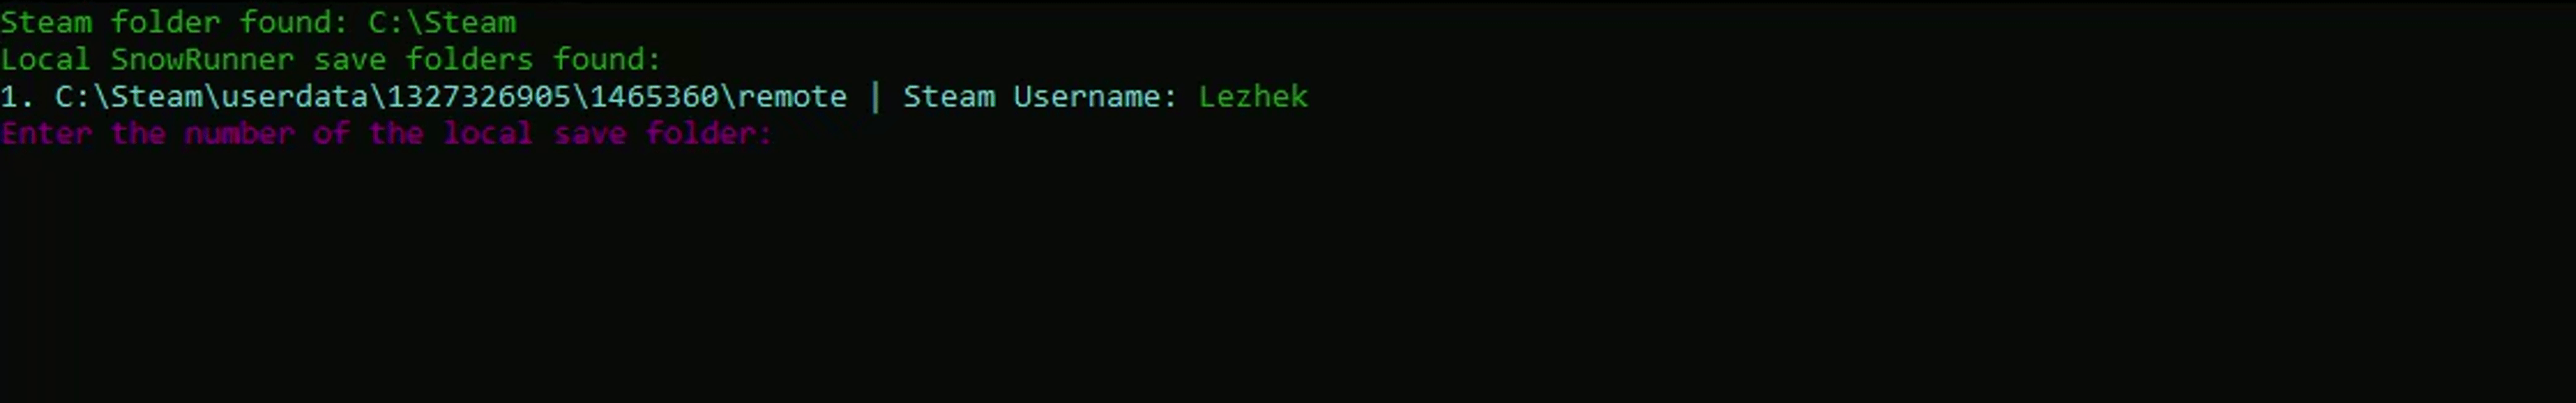 Steam folder found: C:\Steam
Local SnowRunner save folders found:
1. C:\Steam\userdata\1327326905\1465360\remote | Steam Username: Lezhek
Enter the number of the local save folder: